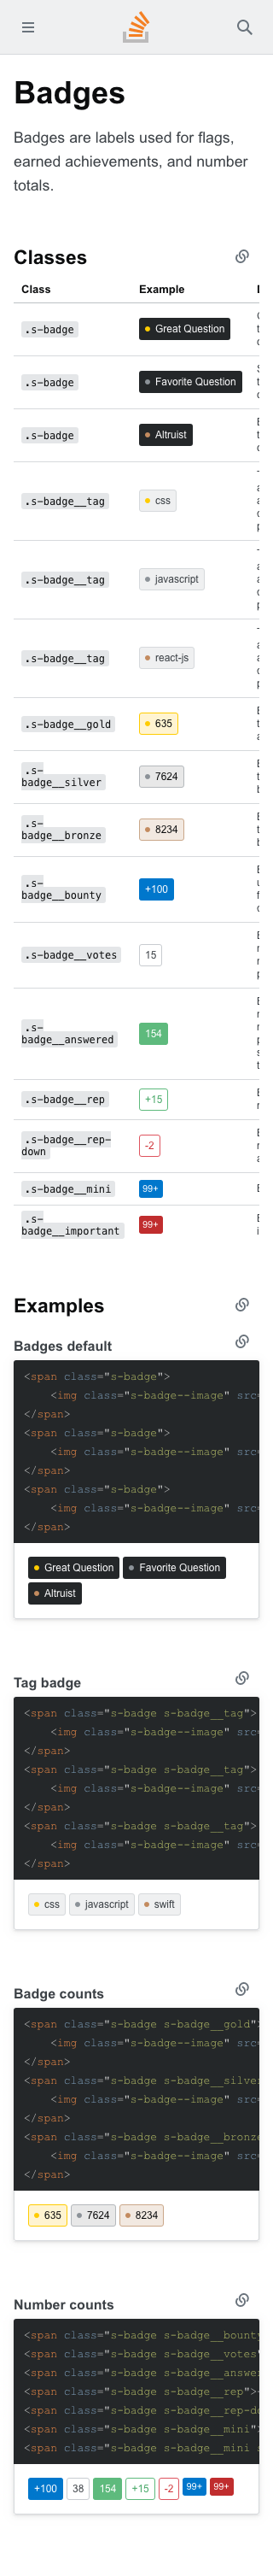 Badges
Badges are labels used for flags,
earned achievements, and number
totals.
Classes
Class Example
.s-badge Great Question
.s-badge Favorite Question
.s-badge Altruist
.s-badge__tag css
.s-badge__tag javascript
.s-badge__tag react-js
.s-badge__gold 635
.s-
badge__silver 7624
.s-
badge__bronze 8234
.s-
badge__bounty +100
.s-badge__votes 15
.s-
badge__answered 154
.s-badge__rep +15
.s-badge__rep-
down -2
.s-badge__mini 99+
.s-
badge__important 99+
Examples
Badges default
<span class="s-badge">
<img class="s-badge--image" src
</span>
<span class="s-badge">
<img class="s-badge--image" src
</span>
<span class="s-badge">
<img class="s-badge--image" src
</span>
Great Question Favorite Question
Altruist
Tag badge
<span class="s-badge s-badge__tag">
<img class="s-badge--image" src
</span>
<span class="s-badge s-badge__tag">
<img class="s-badge--image" src
</span>
<span class="s-badge s-badge__tag">
<img class="s-badge--image" src
</span>
css javascript swift
Badge counts
<span class="s-badge s-badge__gold"
<img class="s-badge--image" src
</span>
<span class="s-badge s-badge__silver
<img class="s-badge--image" src
</span>
<span class="s-badge s-badge__bronze
<img class="s-badge--image" src
</span>
635 7624 8234
Number counts
<span class="s-badge s-badge__bounty
<span class="s-badge s-badge__votes"
<span class="s-badge s-badge__answer
<span class="s-badge s-badge__rep">
<span class="s-badge s-badge__rep-do
<span class="s-badge s-badge__mini"
<span class="s-badge s-badge__mini s
+100 38 154 +15 -2 99+ 99+